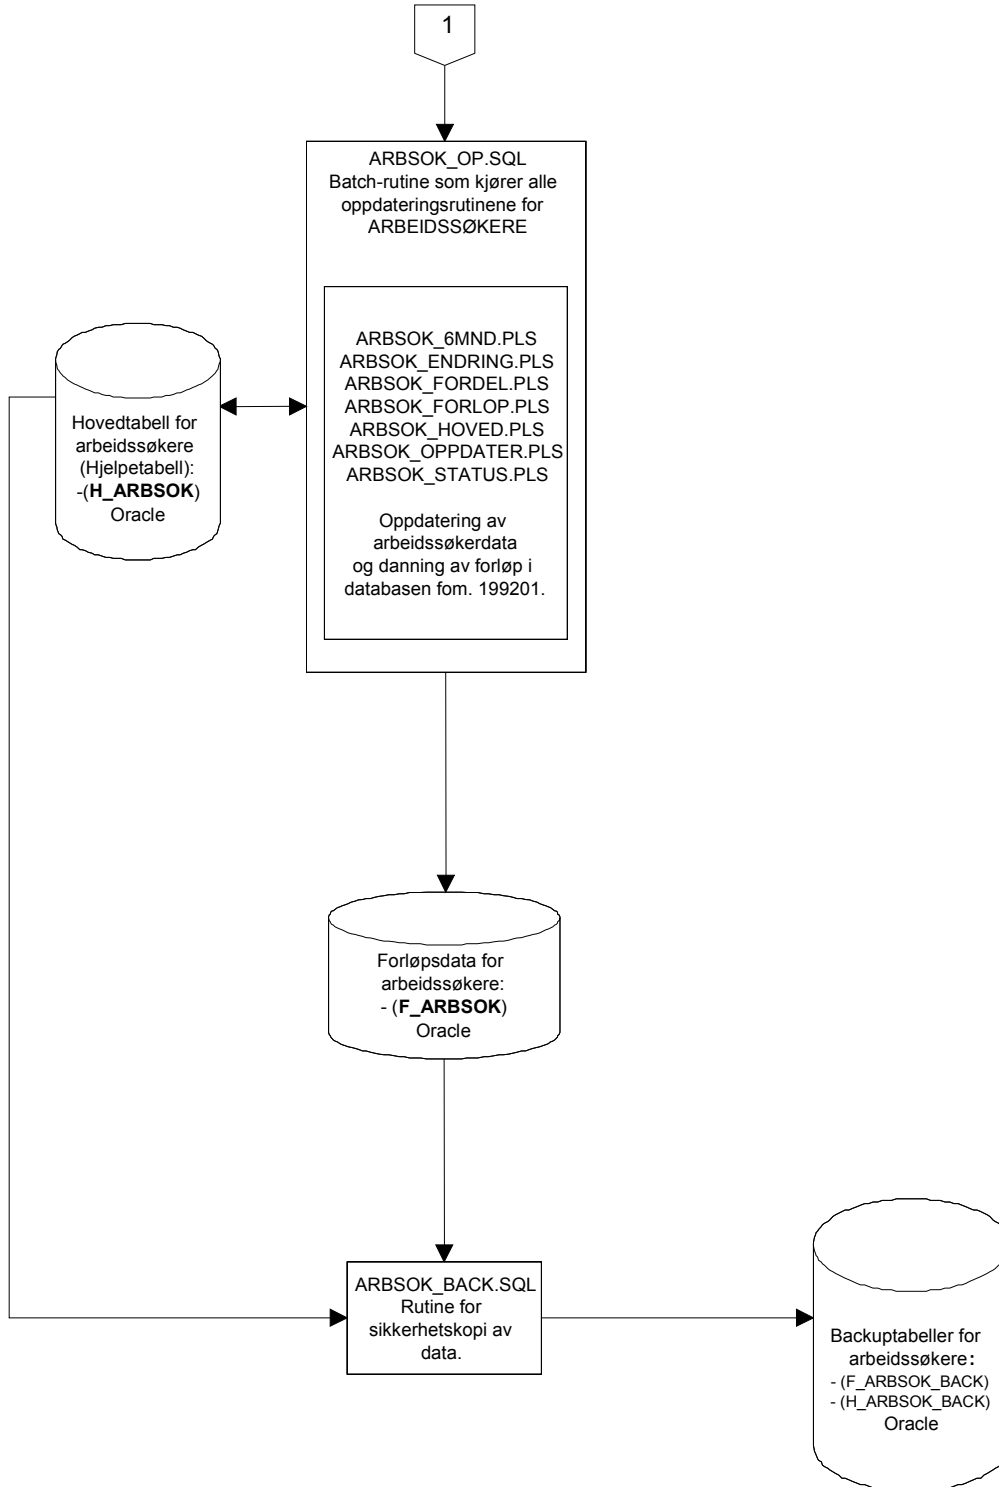 1
ARBSOK_OP.SQL
Batch-rutine som kjører alle
oppdateringsrutinene for
ARBEIDSSØKERE
ARBSOK_6MND.PLS
ARBSOK_ENDRING.PLS
ARBSOK_FORDEL.PLS
ARBSOK_FORLOP.PLS
ARBSOK_HOVED.PLS
ARBSOK_OPPDATER.PLS
ARBSOK_STATUS.PLS
Oppdatering av
arbeidssøkerdata
og danning av forløp i
databasen fom. 199201.
Hovedtabell for
arbeidssøkere
(Hjelpetabell):
-(H_ARBSOK)
Oracle
Forløpsdata for
arbeidssøkere:
- (F_ARBSOK)
Oracle
ARBSOK_BACK.SQL
Rutine for
sikkerhetskopi av
data.
Backuptabeller for
arbeidssøkere:
- (F_ARBSOK_BACK)
- (H_ARBSOK_BACK)
Oracle